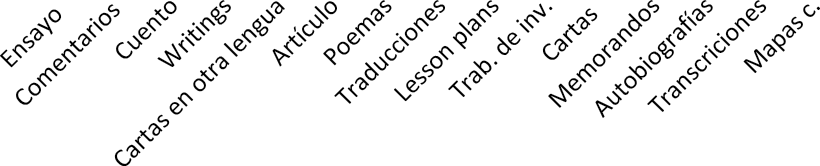 Ensayo
Comentarios
Cuento
Writings
Cartas en otra lengua
Artículo
Poemas
Traducciones
Lesson plans
Trab. de inv.
Cartas
Memorandos
Autobiografías
Transcriciones
Mapas c.